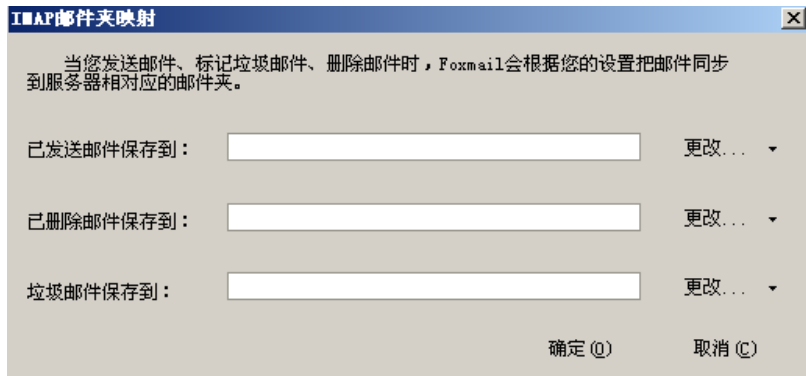 IMAP邮件夹映射
当您发送邮件、标记垃圾邮件、删除邮件时，Foxmail会根据您的设置把邮件同步
到服务器相对应的邮件夹。
已发送邮件保存到： 更改...
已删除邮件保存到： 更改...
垃圾邮件保存到： 更改...
确定(O) 取消(C)